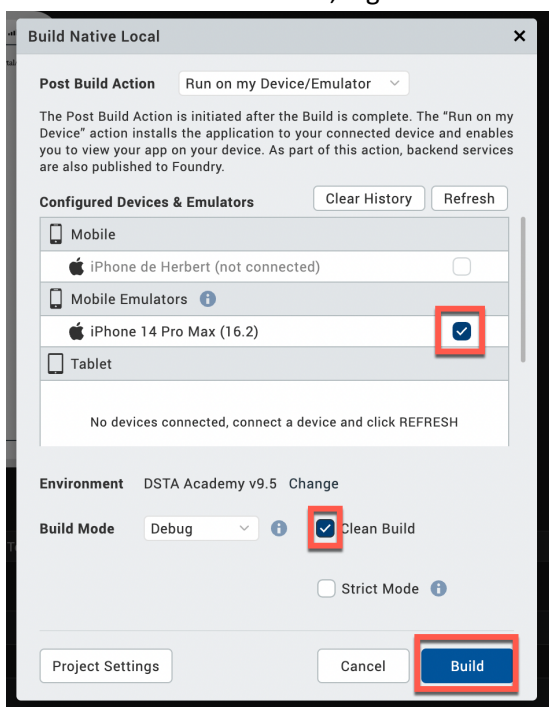 Build Native Local
Post Build Action Run on my Device/Emulator
The Post Build Action is initiated after the Build is complete. The “Run on my
Device” action installs the application to your connected device and enables
you to view your app on your device. As part of this action, backend services
are also published to Foundry.
Configured Devices & Emulators Clear History Refresh
Mobile
iPhone de Herbert (not connected)
Mobile Emulators
iPhone 14 Pro Max (16.2)
Tablet
No devices connected, connect a device and click REFRESH
Environment DSTA Academy v9.5 Change
Build Mode Debug Clean Build
Strict Mode
Project Settings Cancel Build